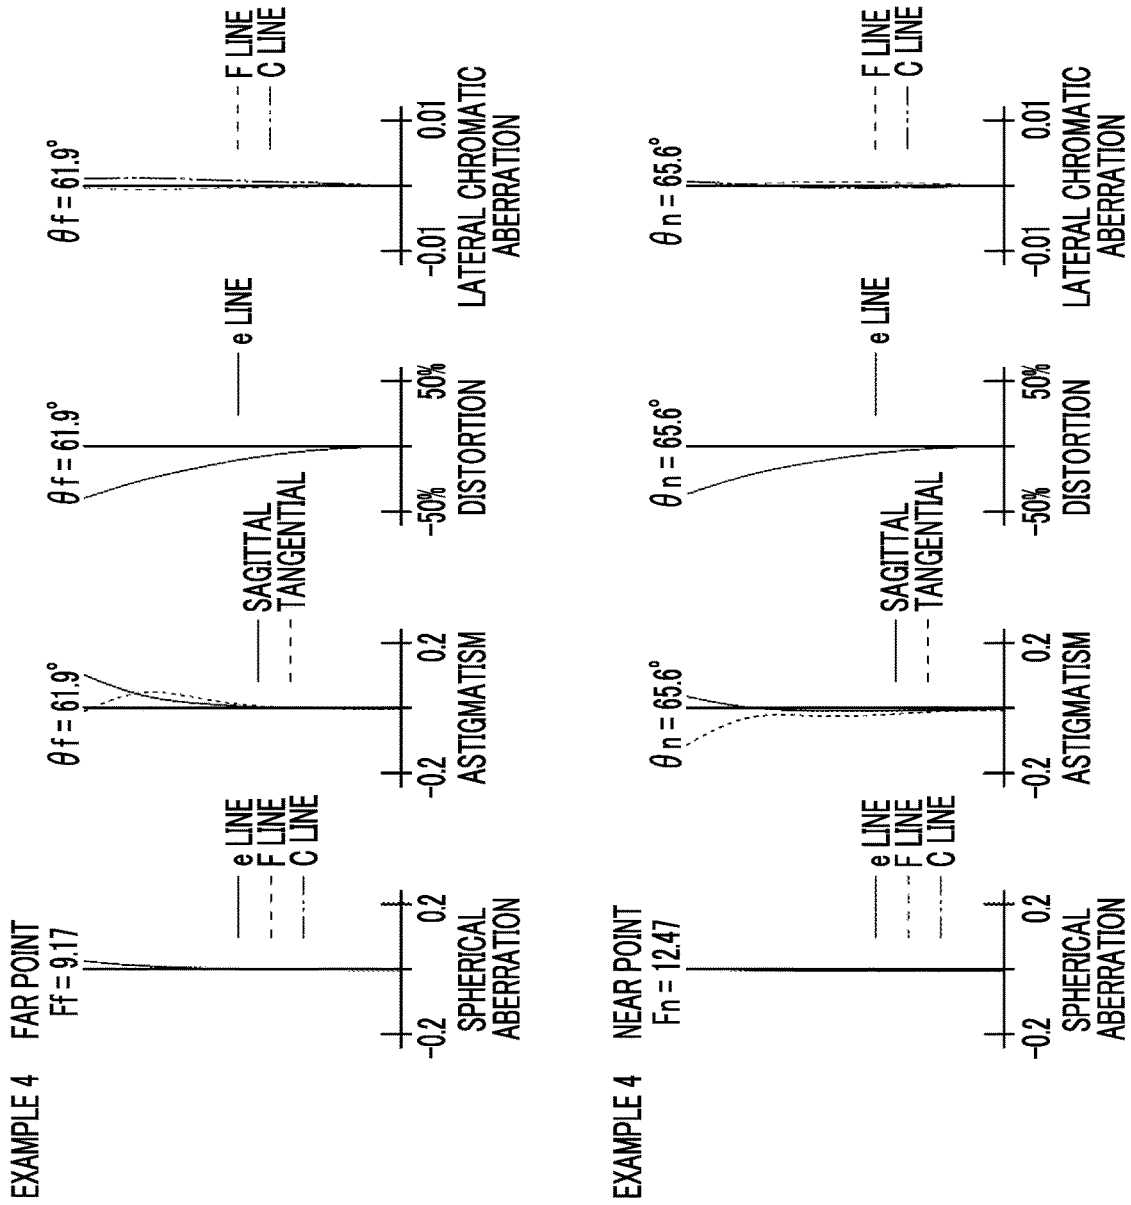 EXAMPLE 4 FAR POINT
Ff = 9.17
e LINE
F LINE
C LINE
-0.2 0.2
SPHERICAL
ABERRATION
θf = 61.9°
SAGITTAL
TANGENTIAL
-0.2 0.2
ASTIGMATISM
θf = 61.9°
e LINE
-50% 50%
DISTORTION
θf = 61.9°
F LINE
C LINE
-0.01 0.01
LATERAL CHROMATIC
ABERRATION
EXAMPLE 4 NEAR POINT
Fn = 12.47
e LINE
F LINE
C LINE
-0.2 0.2
SPHERICAL
ABERRATION
θn = 65.6°
SAGITTAL
TANGENTIAL
-0.2 0.2
ASTIGMATISM
θn = 65.6°
e LINE
-50% 50%
DISTORTION
θn = 65.6°
F LINE
C LINE
-0.01 0.01
LATERAL CHROMATIC
ABERRATION